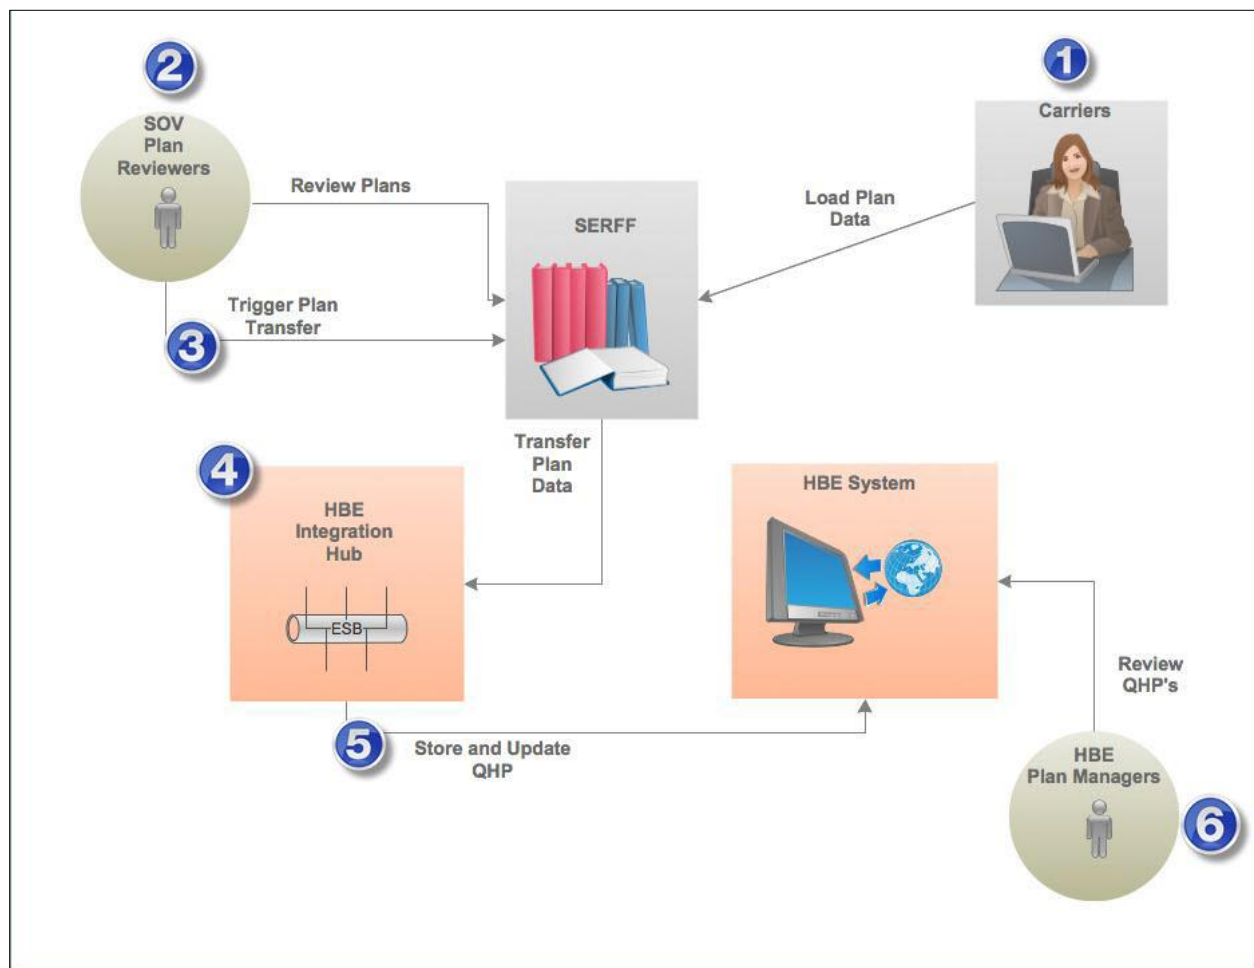 2
SOV
Plan
Reviewers
1
Carriers
Review Plans
Load Plan
Data
SERFF
Trigger Plan
Transfer
3
Transfer
Plan
Data
4
HBE
Integration
Hub
ESB
HBE System
5
Store and Update
QHP
Review
QHP's
HBE
Plan Managers
6